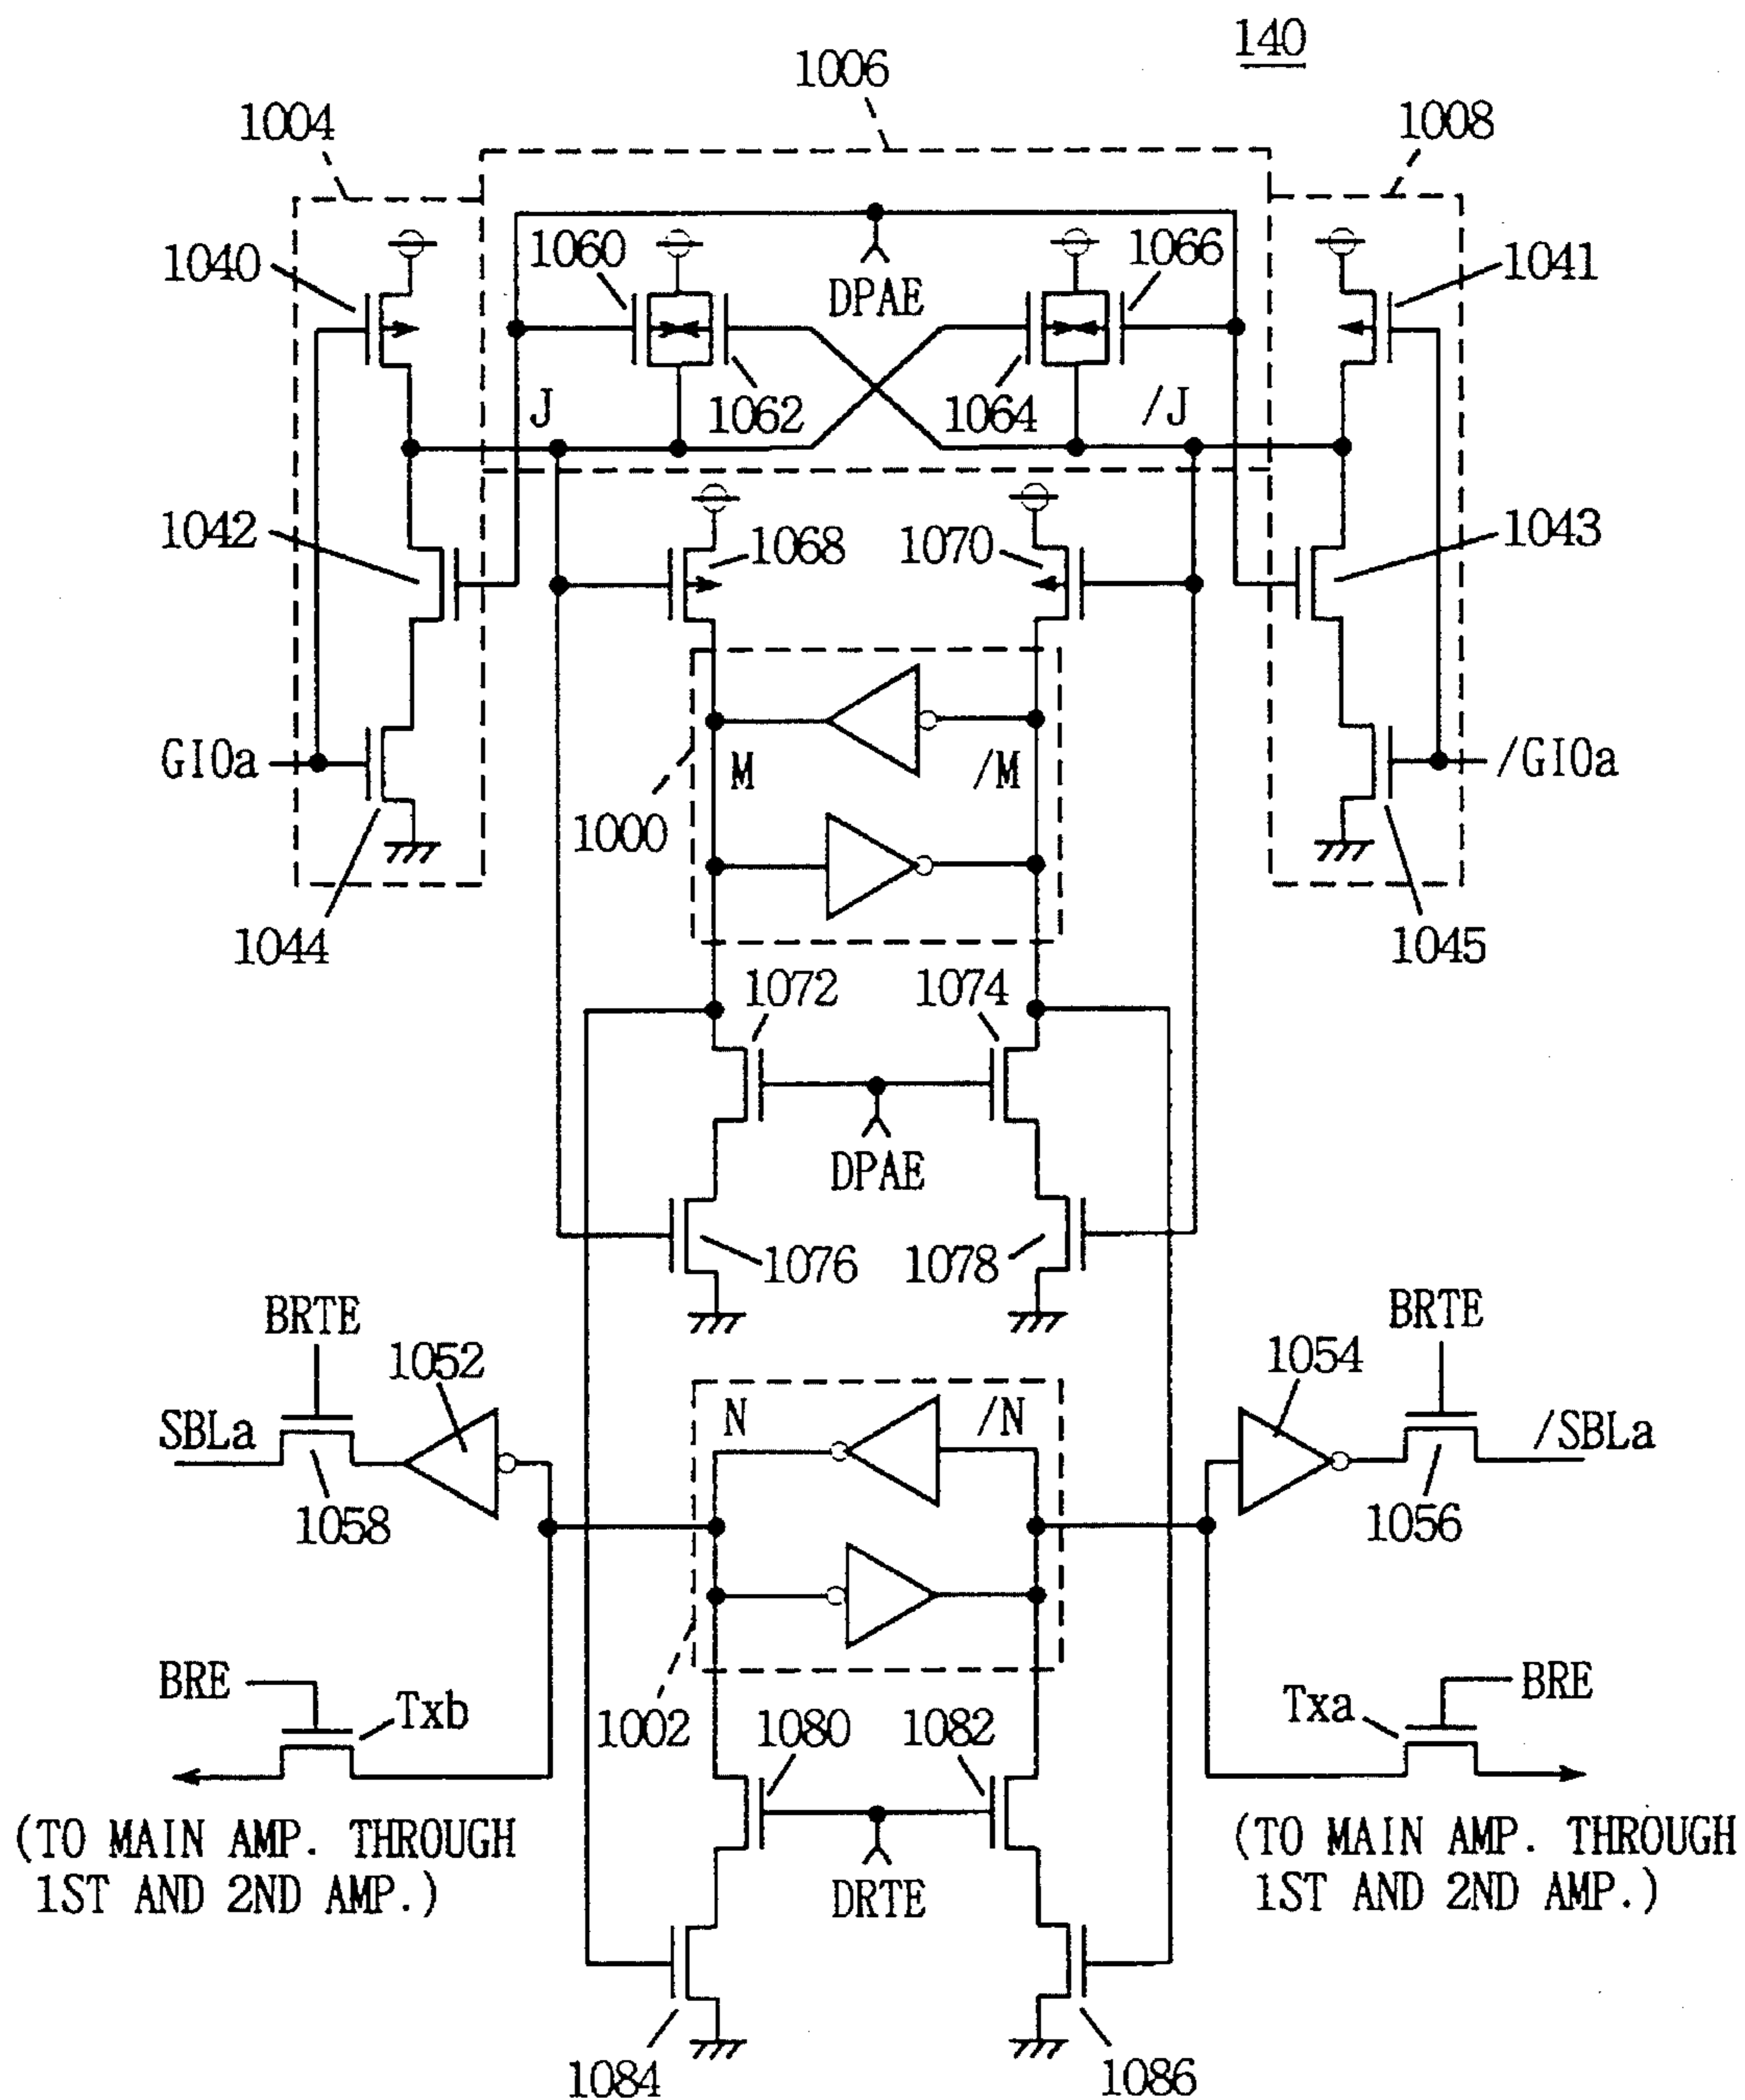 140
1006
1004
1008
1060
1066
1040
DPAE
1041
J
1062
1064
/J
1042
1068
1070
1043
GIOa
M
/M
/GIOa
1000
1044
1045
1072
1074
DPAE
1076
1078
BRTE
1052
1054
BRTE
SBLa
N
/N
/SBLa
1058
1056
BRE
Txb
1002
1080
1082
Txa
BRE
(TO MAIN AMP. THROUGH
1ST AND 2ND AMP.)
DRTE
(TO MAIN AMP. THROUGH
1ST AND 2ND AMP.)
1084
1086